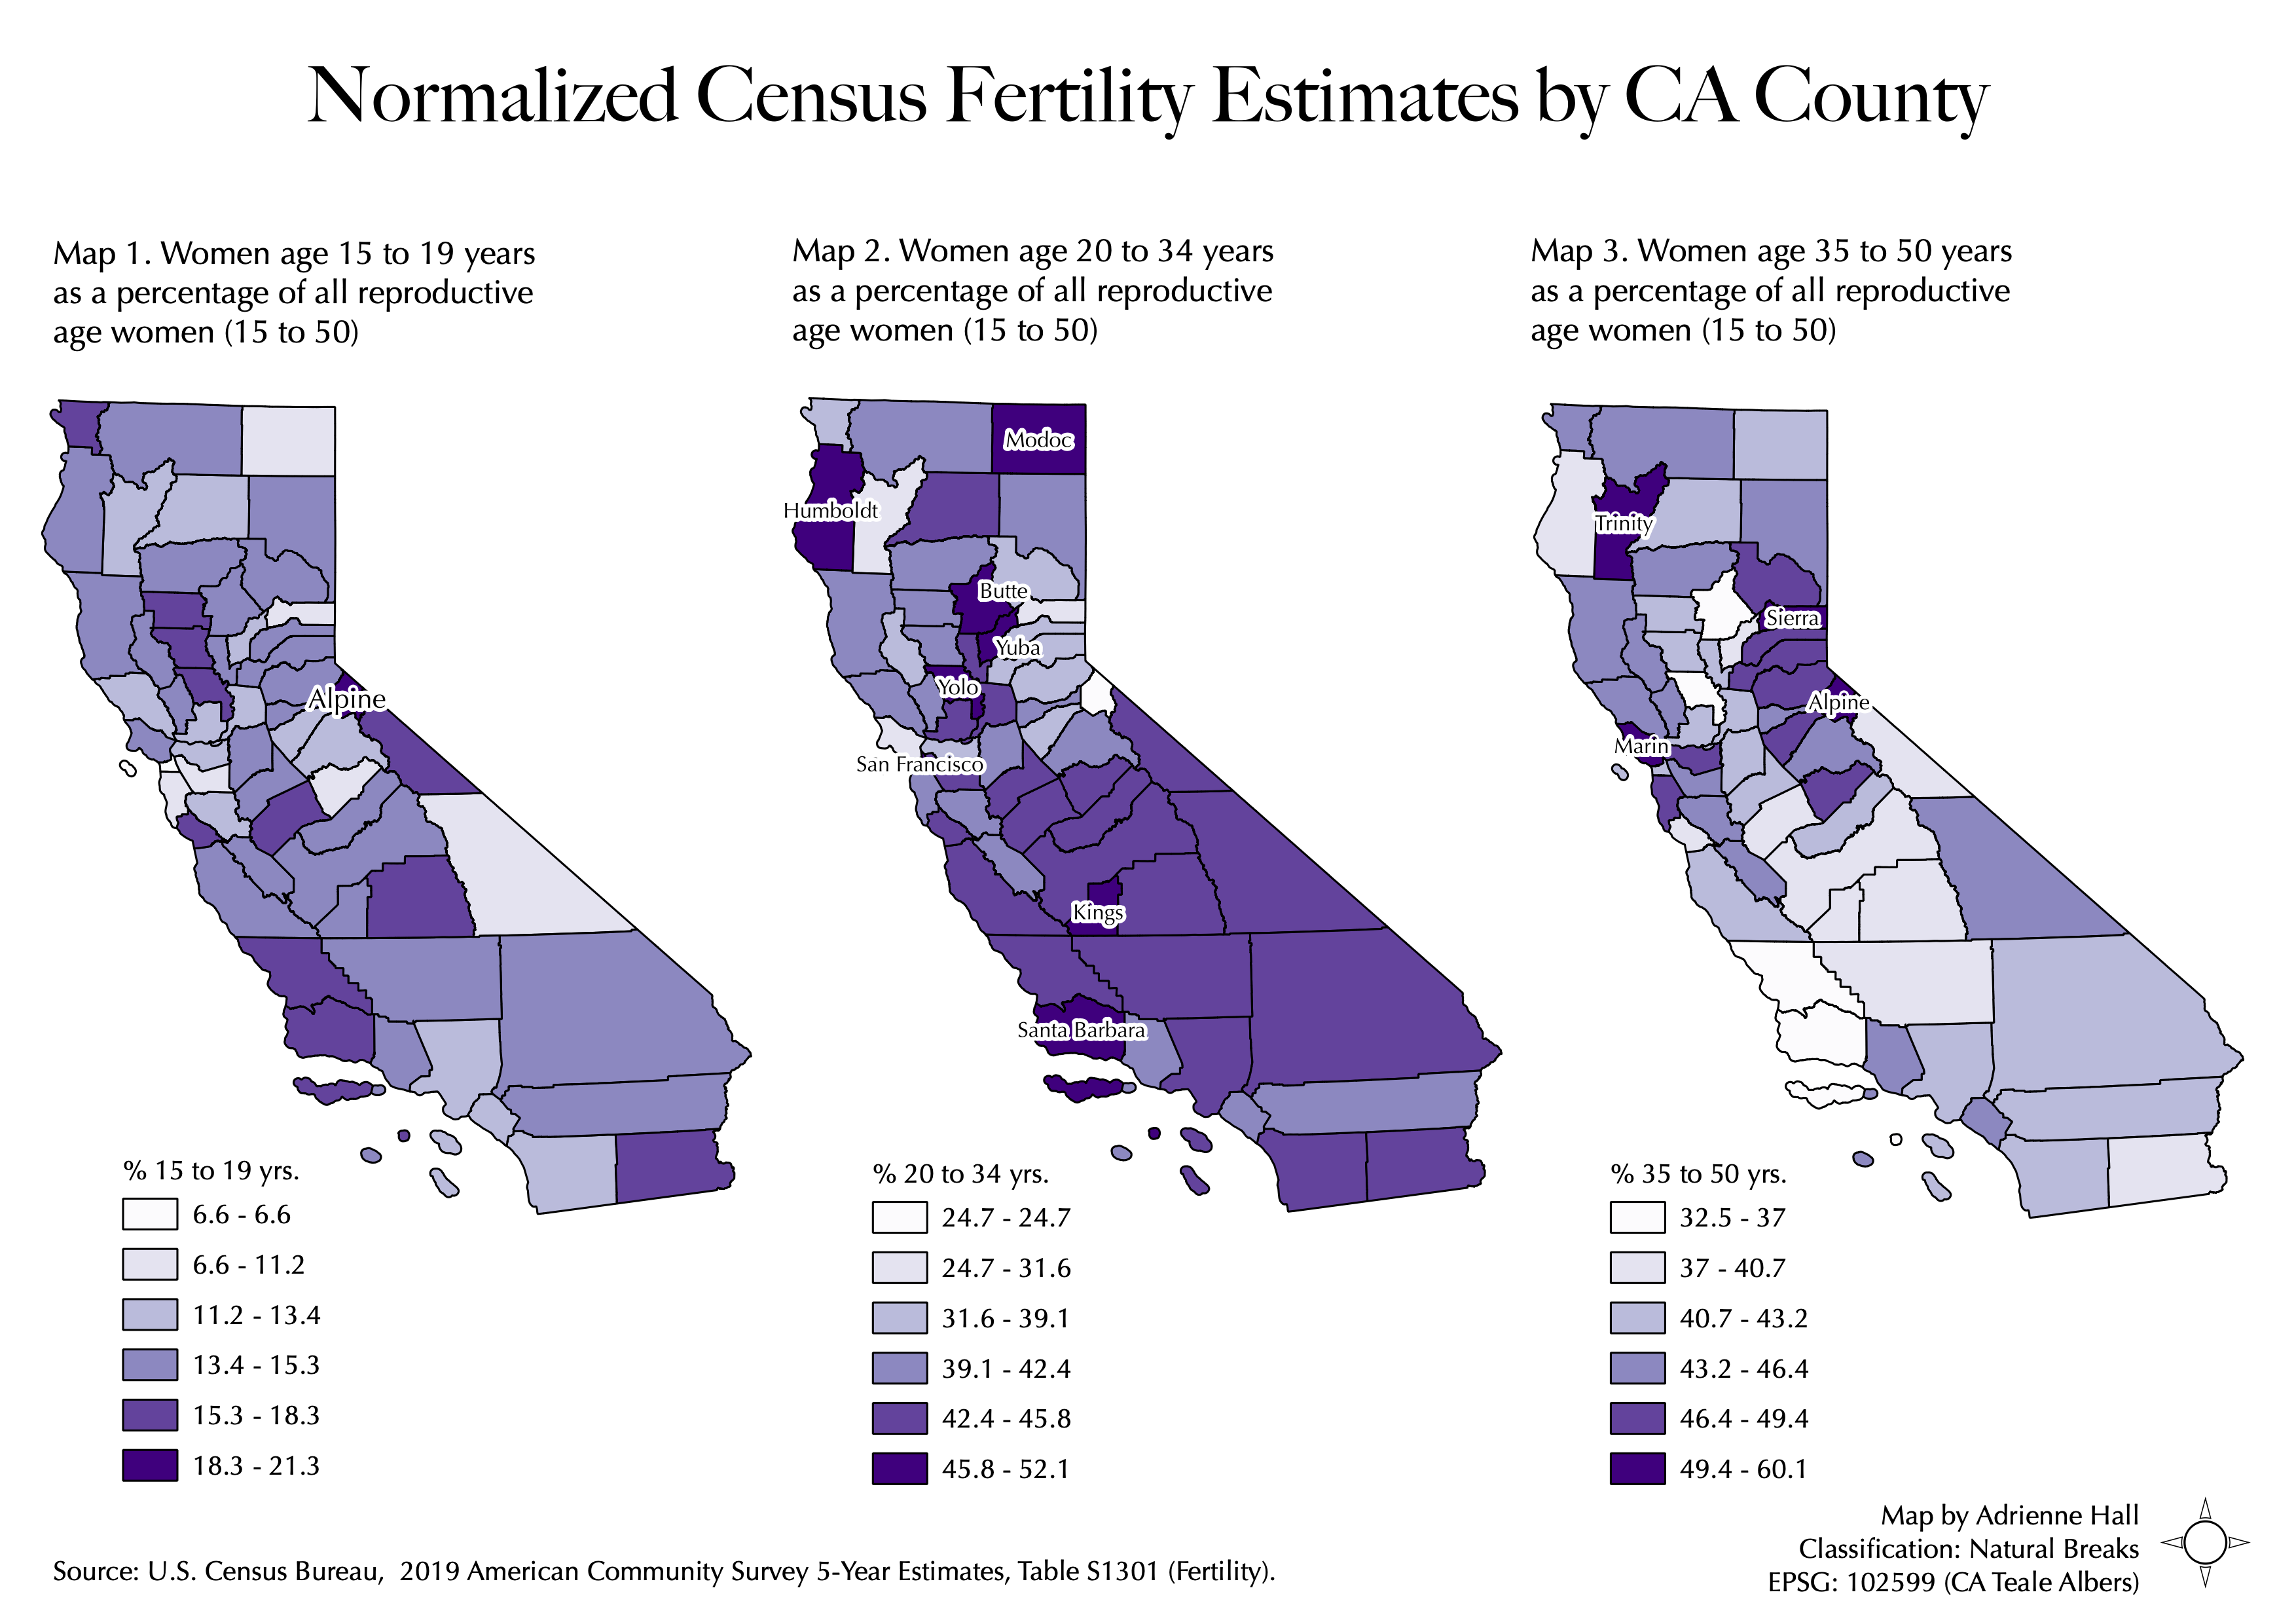 Normalized Census Fertility Estimates by CA County
Map 1. Women age 15 to 19 years
as a percentage of all reproductive
age women (15 to 50)
Map 2. Women age 20 to 34 years
as a percentage of all reproductive
age women (15 to 50)
Map 3. Women age 35 to 50 years
as a percentage of all reproductive
age women (15 to 50)
Alpine
% 15 to 19 yrs.
6.6 - 6.6
6.6 - 11.2
11.2 - 13.4
13.4 - 15.3
15.3 - 18.3
18.3 - 21.3
Modoc
Humboldt
Butte
Yuba
Yolo
San Francisco
Kings
Santa Barbara
% 20 to 34 yrs.
24.7 - 24.7
24.7 - 31.6
31.6 - 39.1
39.1 - 42.4
42.4 - 45.8
45.8 - 52.1
Trinity
Sierra
Alpine
Marin
% 35 to 50 yrs.
32.5 - 37
37 - 40.7
40.7 - 43.2
43.2 - 46.4
46.4 - 49.4
49.4 - 60.1
Map by Adrienne Hall
Classification: Natural Breaks
EPSG: 102599 (CA Teale Albers)
Source: U.S. Census Bureau,  2019 American Community Survey 5-Year Estimates, Table S1301 (Fertility).